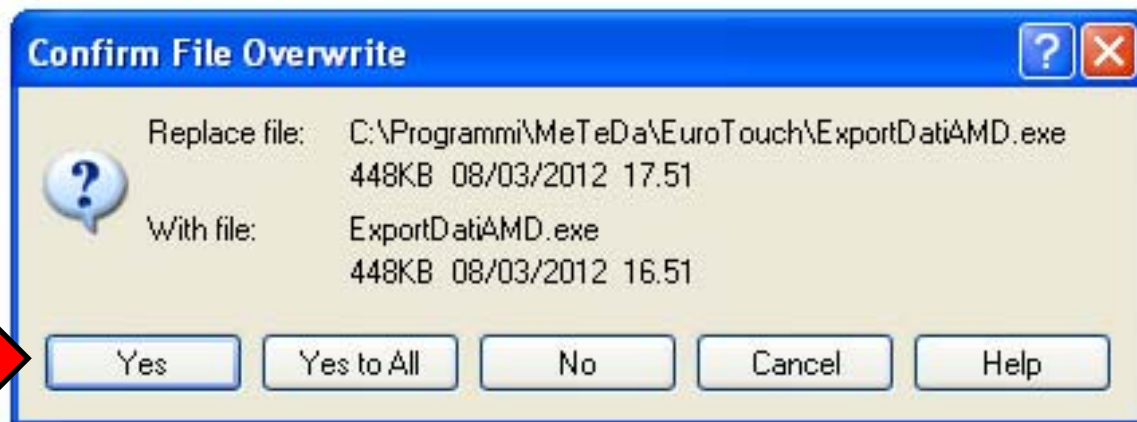 Confirm File Overwrite
Replace file: C:\Programmi\MeTeDa\EuroTouch\ExportDatiAMD.exe
448KB 08/03/2012 17.51
With file: ExportDatiAMD.exe
448KB 08/03/2012 16.51
Yes Yes to All No Cancel Help